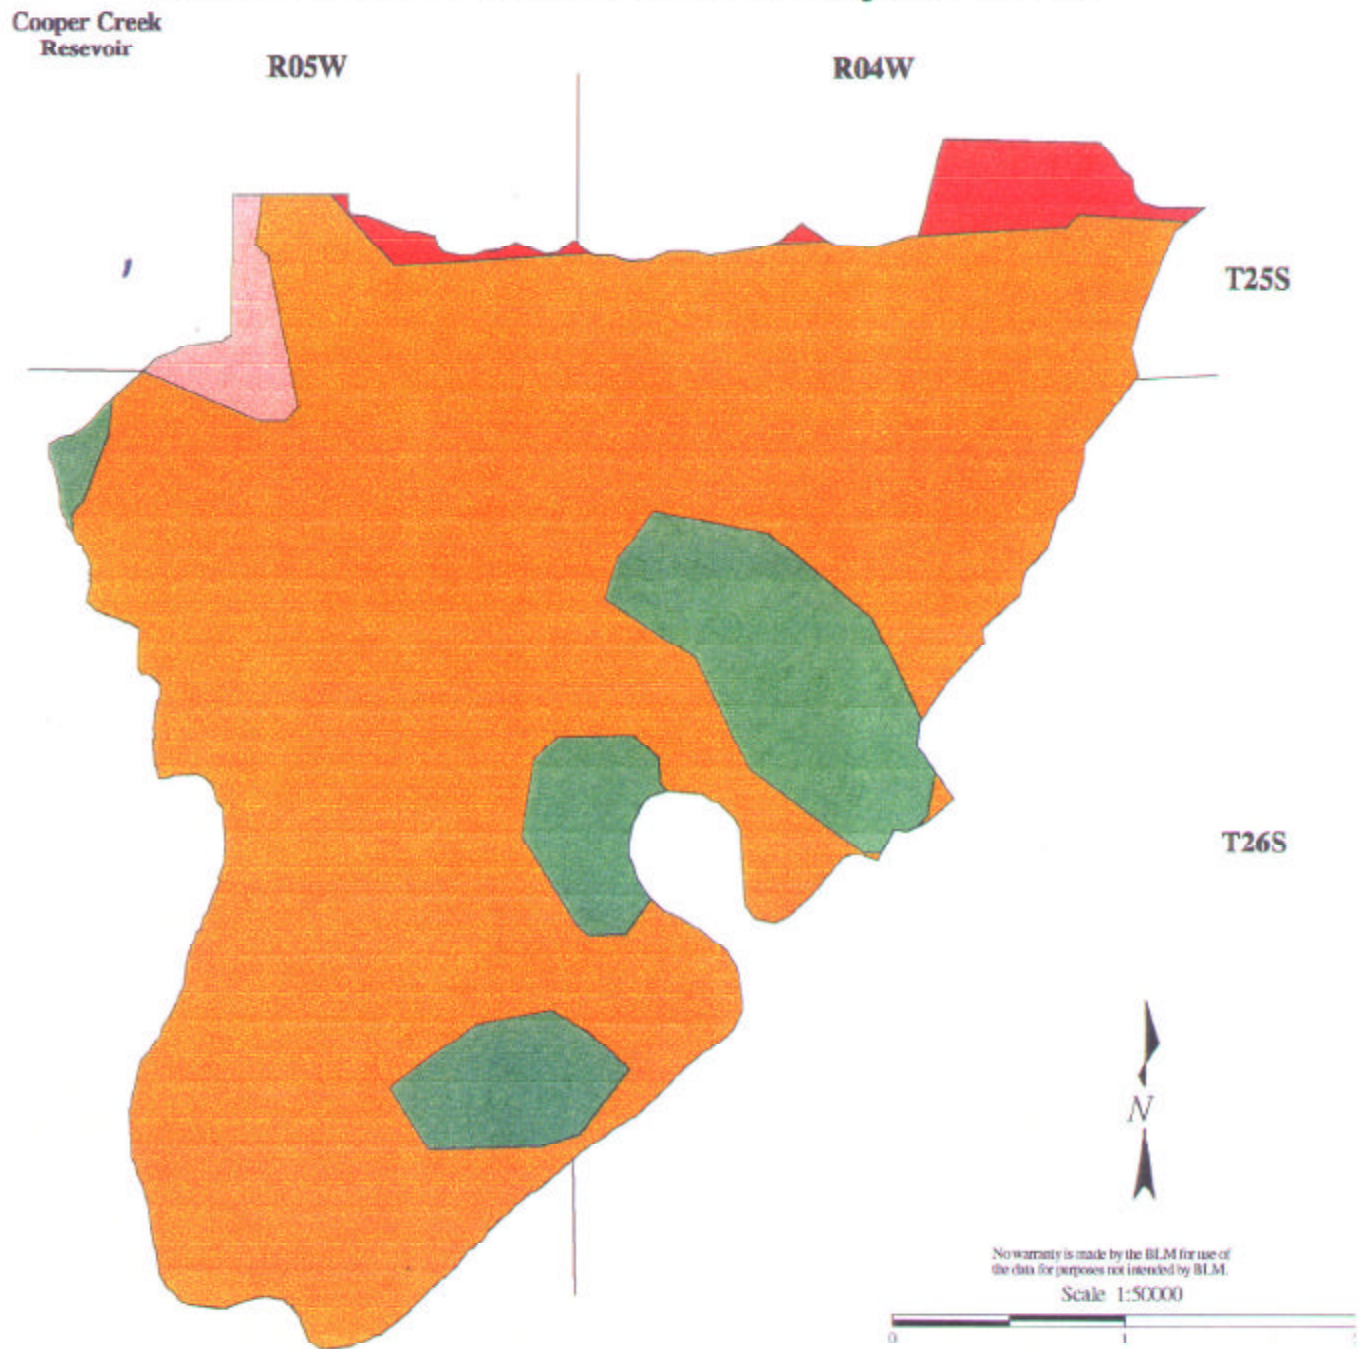 Cooper Creek
Resevoir
R05W
R04W
T25S
T26S
N
No warranty is made by the BLM for use of
the data for purposes not intended by BLM.
Scale 1:50000
0 1